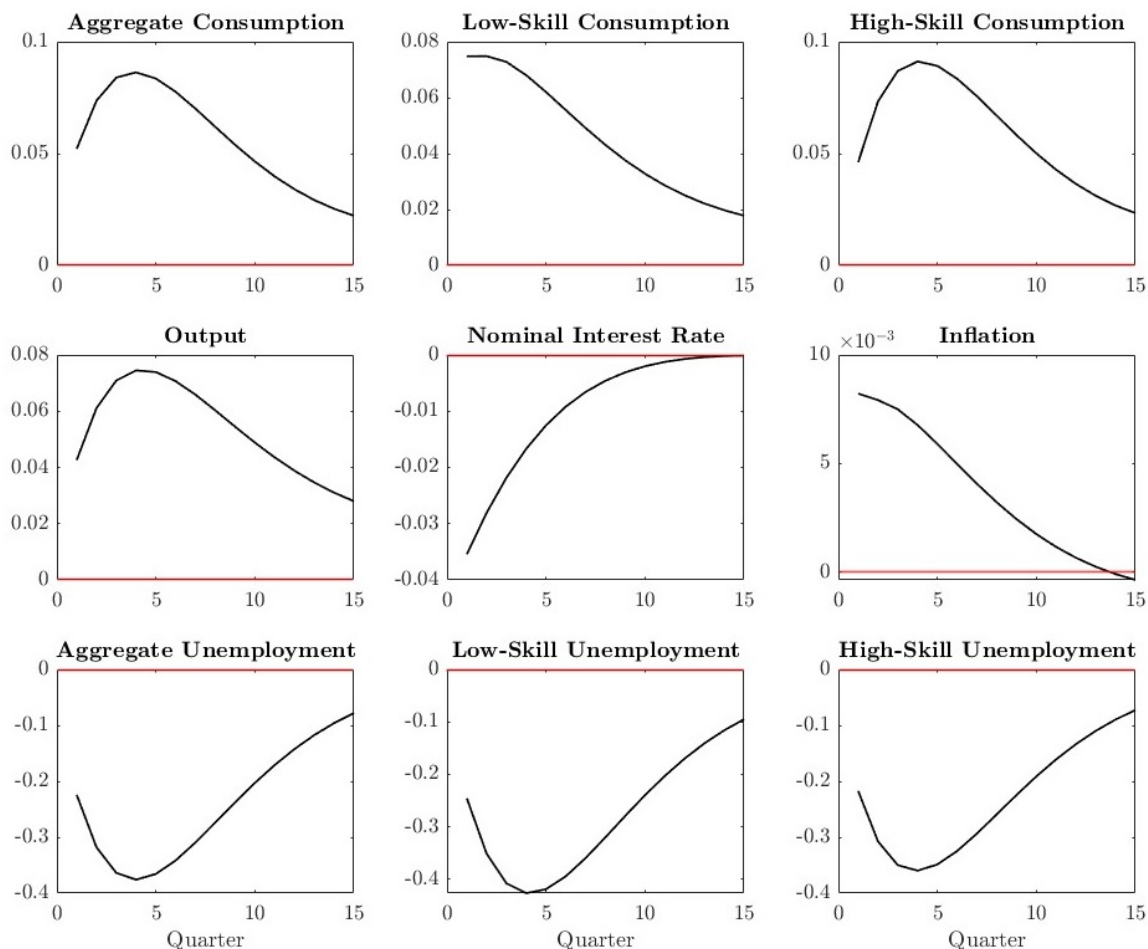 Aggregate Consumption
0.1
0.05
0
0 5 10 15
Low-Skill Consumption
0.08
0.06
0.04
0.02
0
0 5 10 15
High-Skill Consumption
0.1
0.05
0
0 5 10 15
Output
0.08
0.06
0.04
0.02
0
0 5 10 15
Nominal Interest Rate
0
-0.01
-0.02
-0.03
-0.04
0 5 10 15
Inflation
×10⁻³
10
5
0
0 5 10 15
Aggregate Unemployment
0
-0.1
-0.2
-0.3
-0.4
0 5 10 15
Quarter
Low-Skill Unemployment
0
-0.1
-0.2
-0.3
-0.4
0 5 10 15
Quarter
High-Skill Unemployment
0
-0.1
-0.2
-0.3
-0.4
0 5 10 15
Quarter